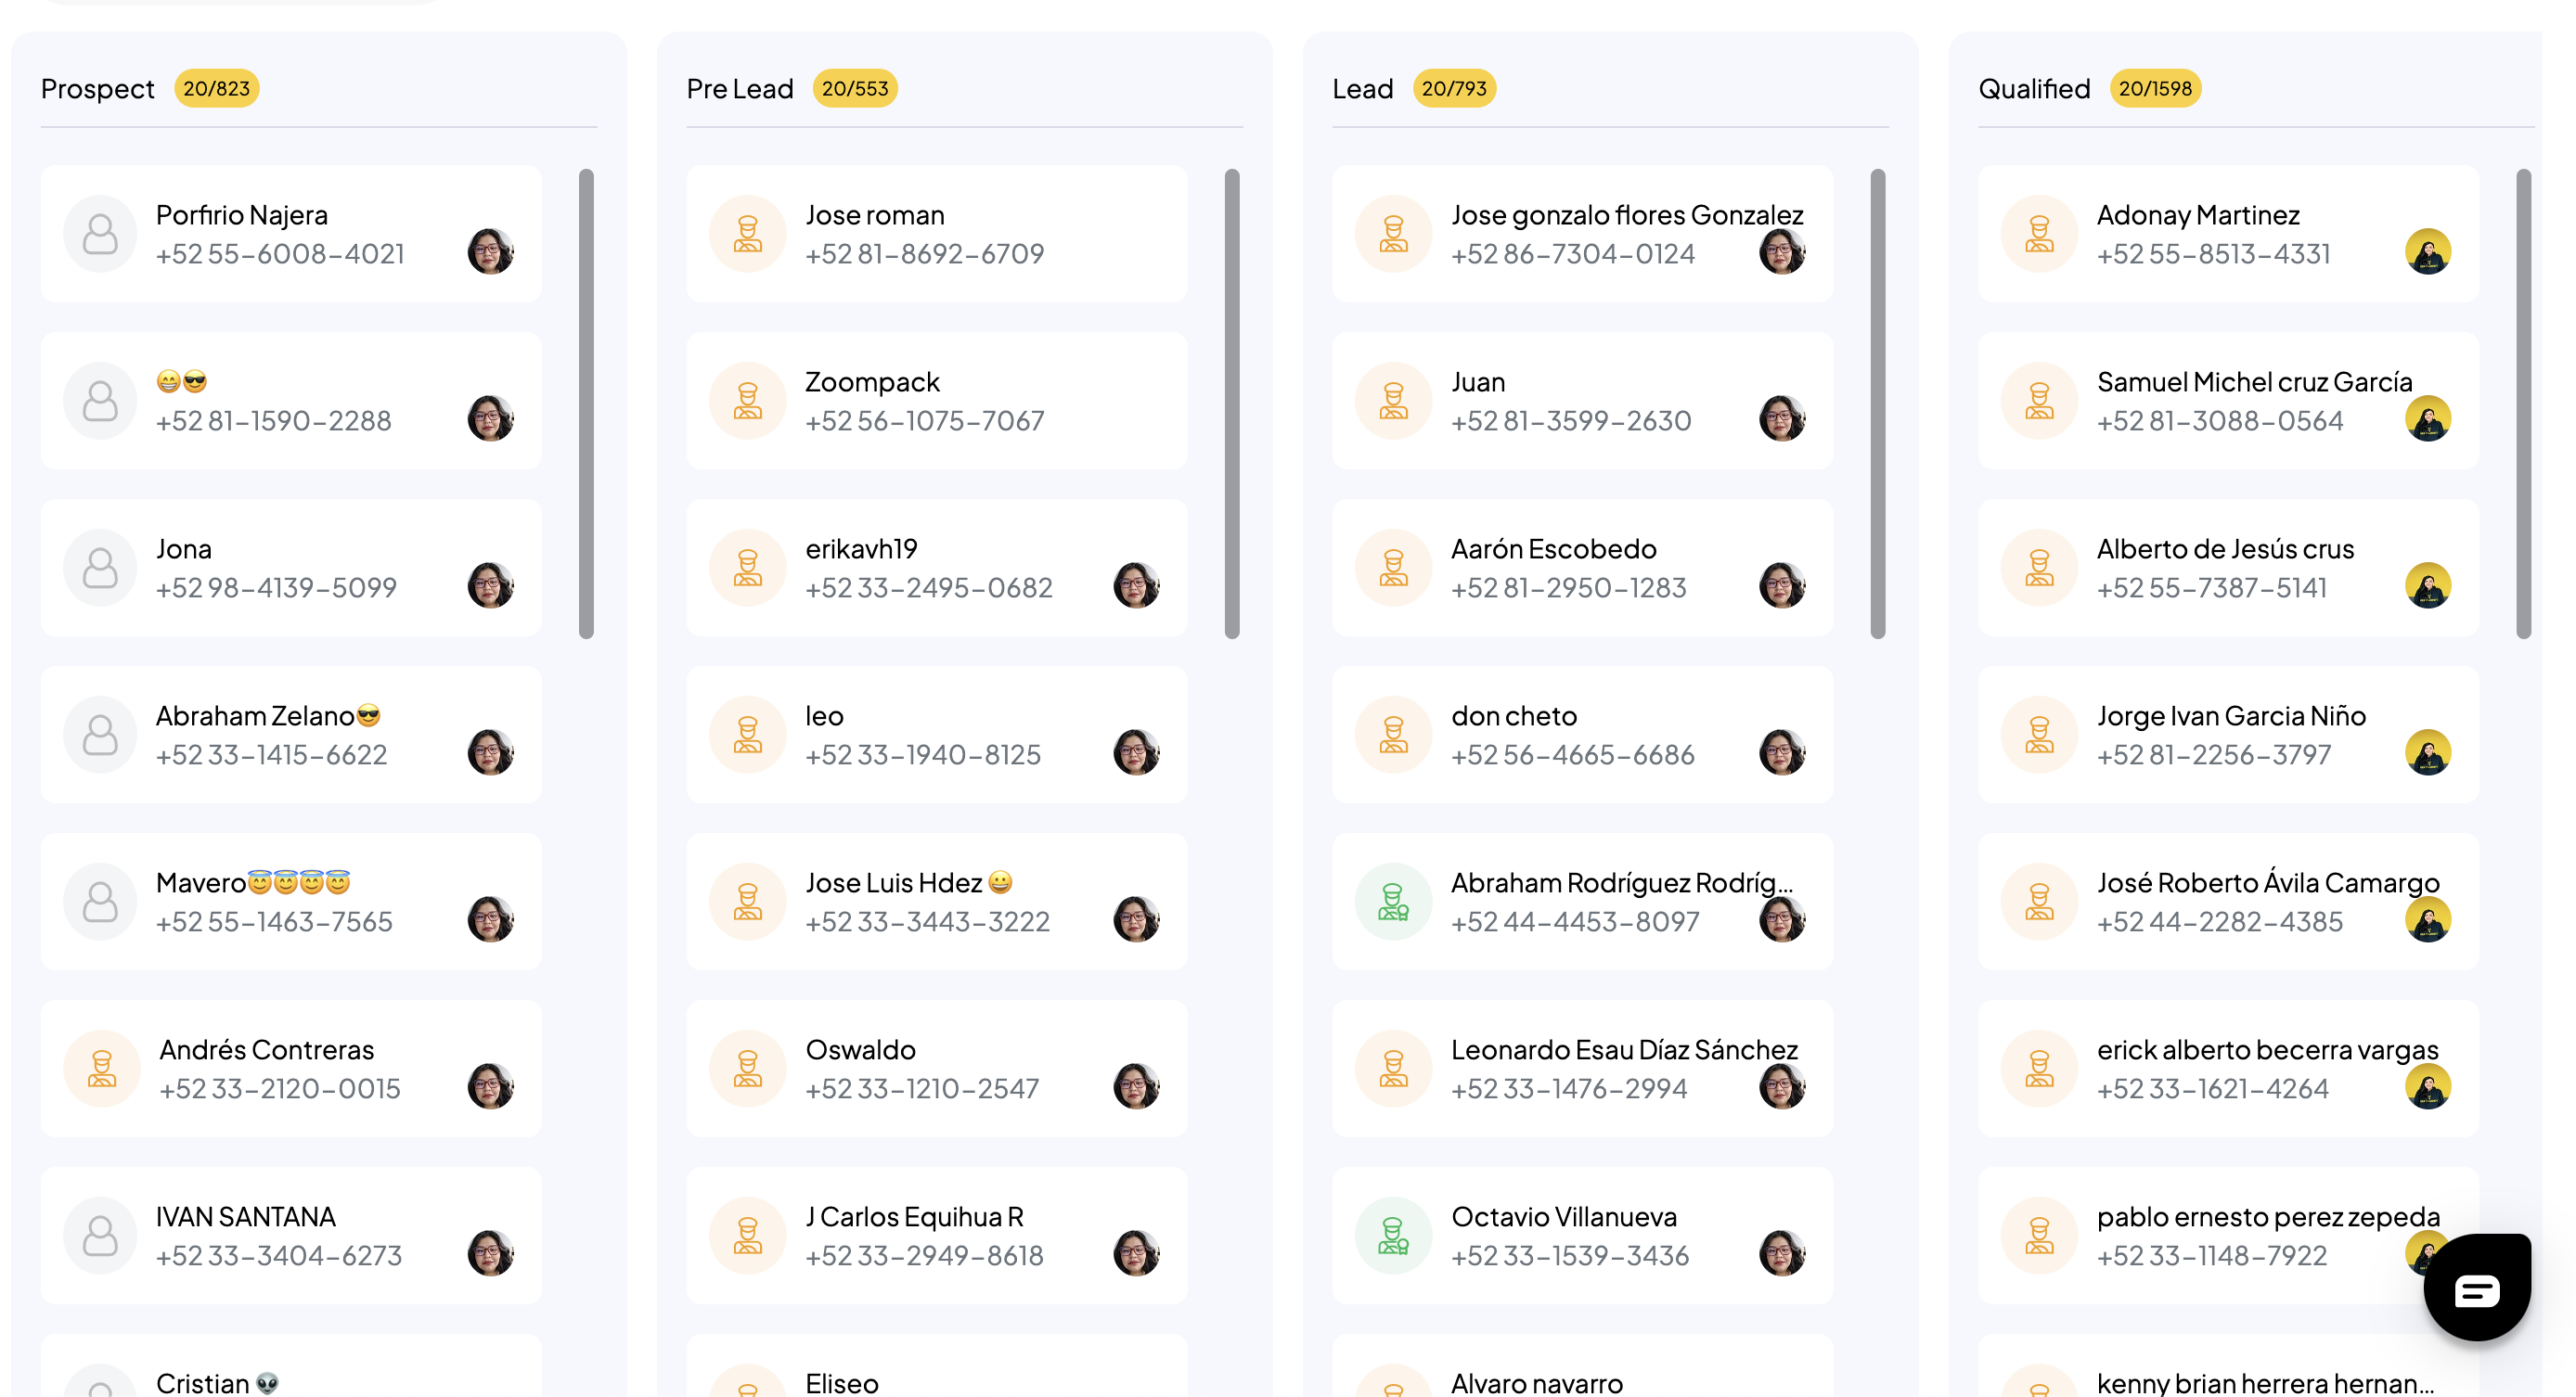 Prospect 20/823
Porfirio Najera
+52 55-6008-4021
😁😎
+52 81-1590-2288
Jona
+52 98-4139-5099
Abraham Zelano😎
+52 33-1415-6622
Mavero😇😇😇😇
+52 55-1463-7565
Andrés Contreras
+52 33-2120-0015
IVAN SANTANA
+52 33-3404-6273
Cristian 👽
Pre Lead 20/553
Jose roman
+52 81-8692-6709
Zoompack
+52 56-1075-7067
erikavh19
+52 33-2495-0682
leo
+52 33-1940-8125
Jose Luis Hdez 😀
+52 33-3443-3222
Oswaldo
+52 33-1210-2547
J Carlos Equihua R
+52 33-2949-8618
Eliseo
Lead 20/793
Jose gonzalo flores Gonzalez
+52 86-7304-0124
Juan
+52 81-3599-2630
Aarón Escobedo
+52 81-2950-1283
don cheto
+52 56-4665-6686
Abraham Rodríguez Rodríg...
+52 44-4453-8097
Leonardo Esau Díaz Sánchez
+52 33-1476-2994
Octavio Villanueva
+52 33-1539-3436
Alvaro navarro
Qualified 20/1598
Adonay Martinez
+52 55-8513-4331
Samuel Michel cruz García
+52 81-3088-0564
Alberto de Jesús crus
+52 55-7387-5141
Jorge Ivan Garcia Niño
+52 81-2256-3797
José Roberto Ávila Camargo
+52 44-2282-4385
erick alberto becerra vargas
+52 33-1621-4264
pablo ernesto perez zepeda
+52 33-1148-7922
kenny brian herrera hernan...